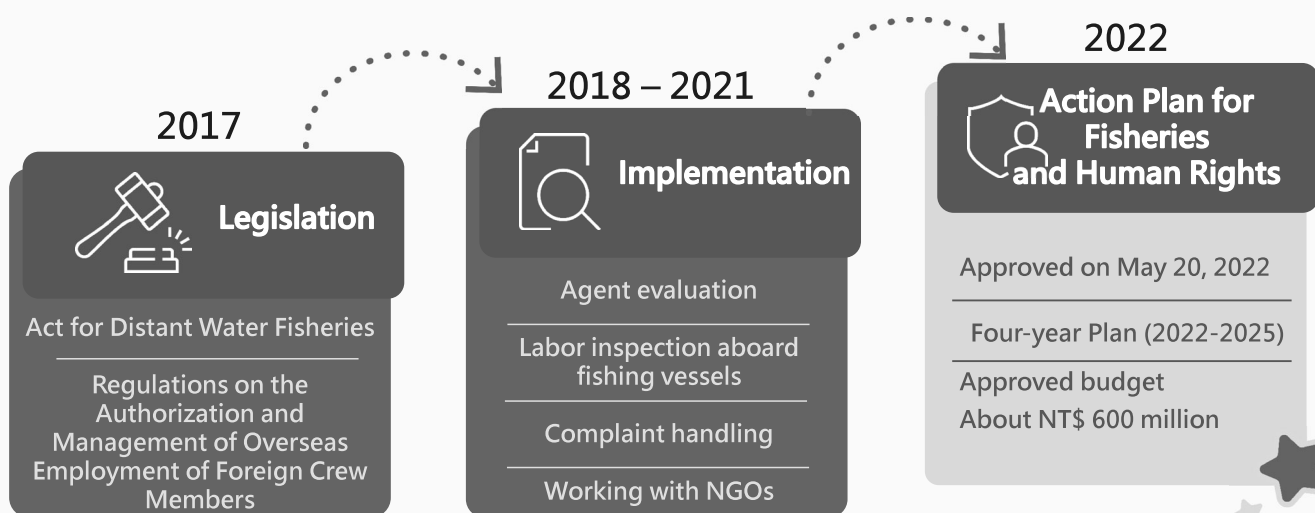 2017
Legislation
Act for Distant Water Fisheries
Regulations on the
Authorization and
Management of Overseas
Employment of Foreign Crew
Members
2018 – 2021
Implementation
Agent evaluation
Labor inspection aboard
fishing vessels
Complaint handling
Working with NGOs
2022
Action Plan for
Fisheries
and Human Rights
Approved on May 20, 2022
Four-year Plan (2022-2025)
Approved budget
About NT$ 600 million